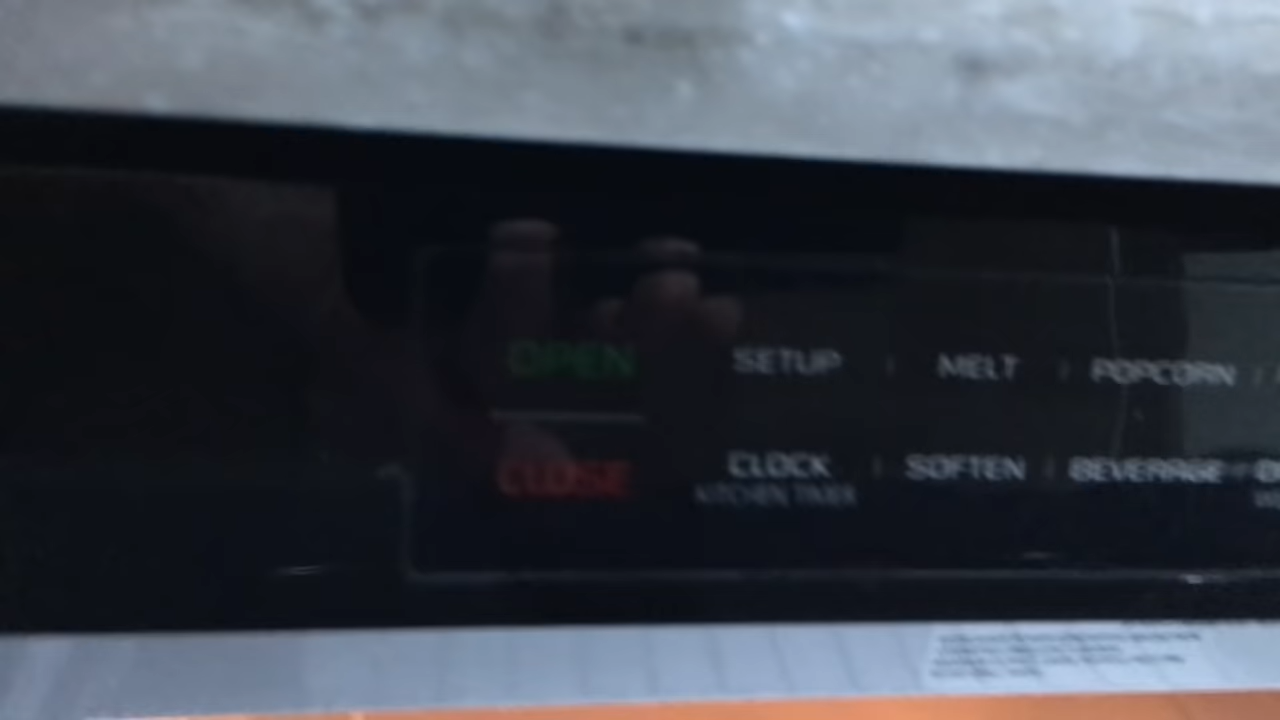 OPEN SETUP MELT POPCORN
CLOSE CLOCK SOFTEN BEVERAGE
KITCHEN TIMER